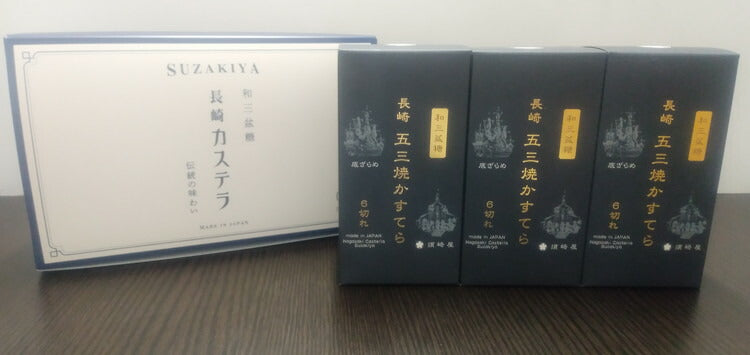 SUZAKIYA
和三盆糖
長崎カステラ
伝統の味わい
MADE IN JAPAN
和三盆糖
長崎 五三焼かすてら
底ざらめ
6切れ
made in JAPAN
Nagasaki Castella
Suzakiya
須崎屋
和三盆糖
長崎 五三焼かすてら
底ざらめ
6切れ
made in JAPAN
Nagasaki Castella
Suzakiya
須崎屋
和三盆糖
長崎 五三焼かすてら
底ざらめ
6切れ
made in JAPAN
Nagasaki Castella
Suzakiya
須崎屋